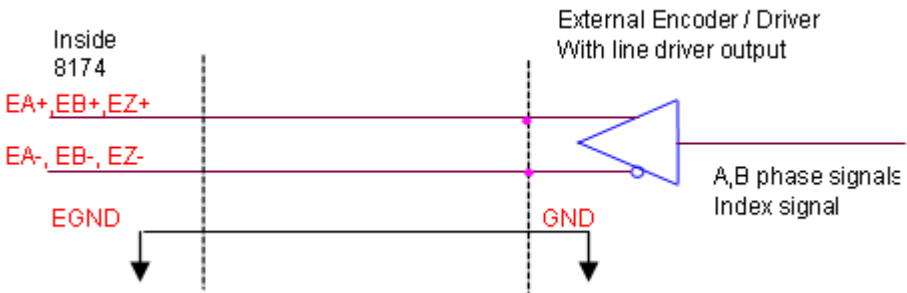 External Encoder / Driver
With line driver output
Inside
8174
EA+,EB+,EZ+
EA-, EB-, EZ-
A,B phase signals
Index signal
EGND
GND